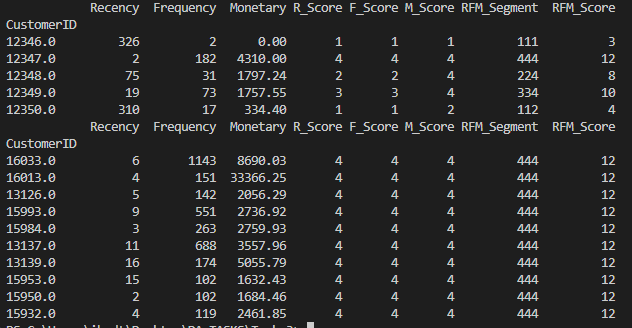 Recency Frequency Monetary R_Score F_Score M_Score RFM_Segment RFM_Score
CustomerID
12346.0 326 2 0.00 1 1 1 111 3
12347.0 2 182 4310.00 4 4 4 444 12
12348.0 75 31 1797.24 2 2 4 224 8
12349.0 19 73 1757.55 3 3 4 334 10
12350.0 310 17 334.40 1 1 2 112 4
Recency Frequency Monetary R_Score F_Score M_Score RFM_Segment RFM_Score
CustomerID
16033.0 6 1143 8690.03 4 4 4 444 12
16013.0 4 151 33366.25 4 4 4 444 12
13126.0 5 142 2056.29 4 4 4 444 12
15993.0 9 551 2736.92 4 4 4 444 12
15984.0 3 263 2759.93 4 4 4 444 12
13137.0 11 688 3557.96 4 4 4 444 12
13139.0 16 174 5055.79 4 4 4 444 12
15953.0 15 102 1632.43 4 4 4 444 12
15950.0 2 102 1684.46 4 4 4 444 12
15932.0 4 119 2461.85 4 4 4 444 12